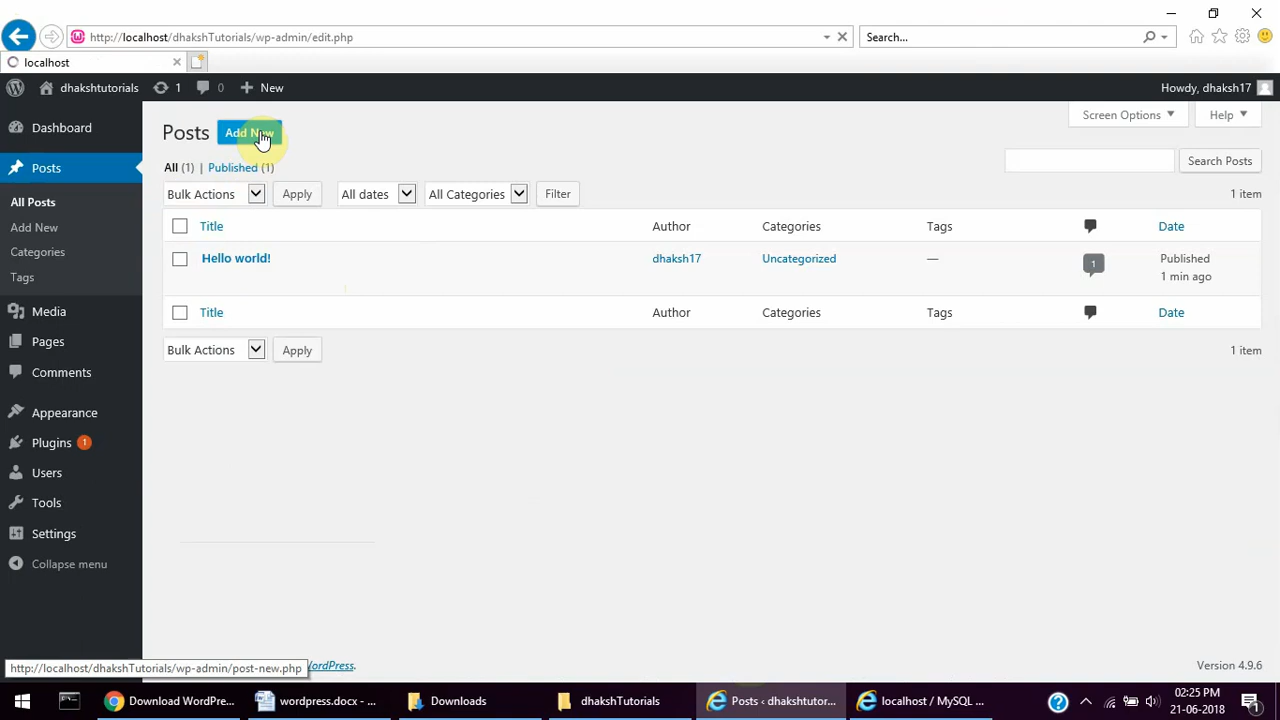 http://localhost/dhakshTutorials/wp-admin/edit.php
Search...
localhost
dhakshtutorials
1
0
New
Howdy, dhaksh17
Dashboard
Posts
All Posts
Add New
Categories
Tags
Media
Pages
Comments
Appearance
Plugins 1
Users
Tools
Settings
Collapse menu
Posts Add New
Screen Options
Help
All (1) | Published (1)
Search Posts
Bulk Actions Apply All dates All Categories Filter 1 item
Title Author Categories Tags Date
Hello world! dhaksh17 Uncategorized — 1 Published
1 min ago
Title Author Categories Tags Date
Bulk Actions Apply 1 item
http://localhost/dhakshTutorials/wp-admin/post-new.php
WordPress.
Version 4.9.6
Download WordPr...
wordpress.docx - ...
Downloads
dhakshTutorials
Posts ‹ dhakshtutor...
localhost / MySQL ...
02:25 PM
21-06-2018
1